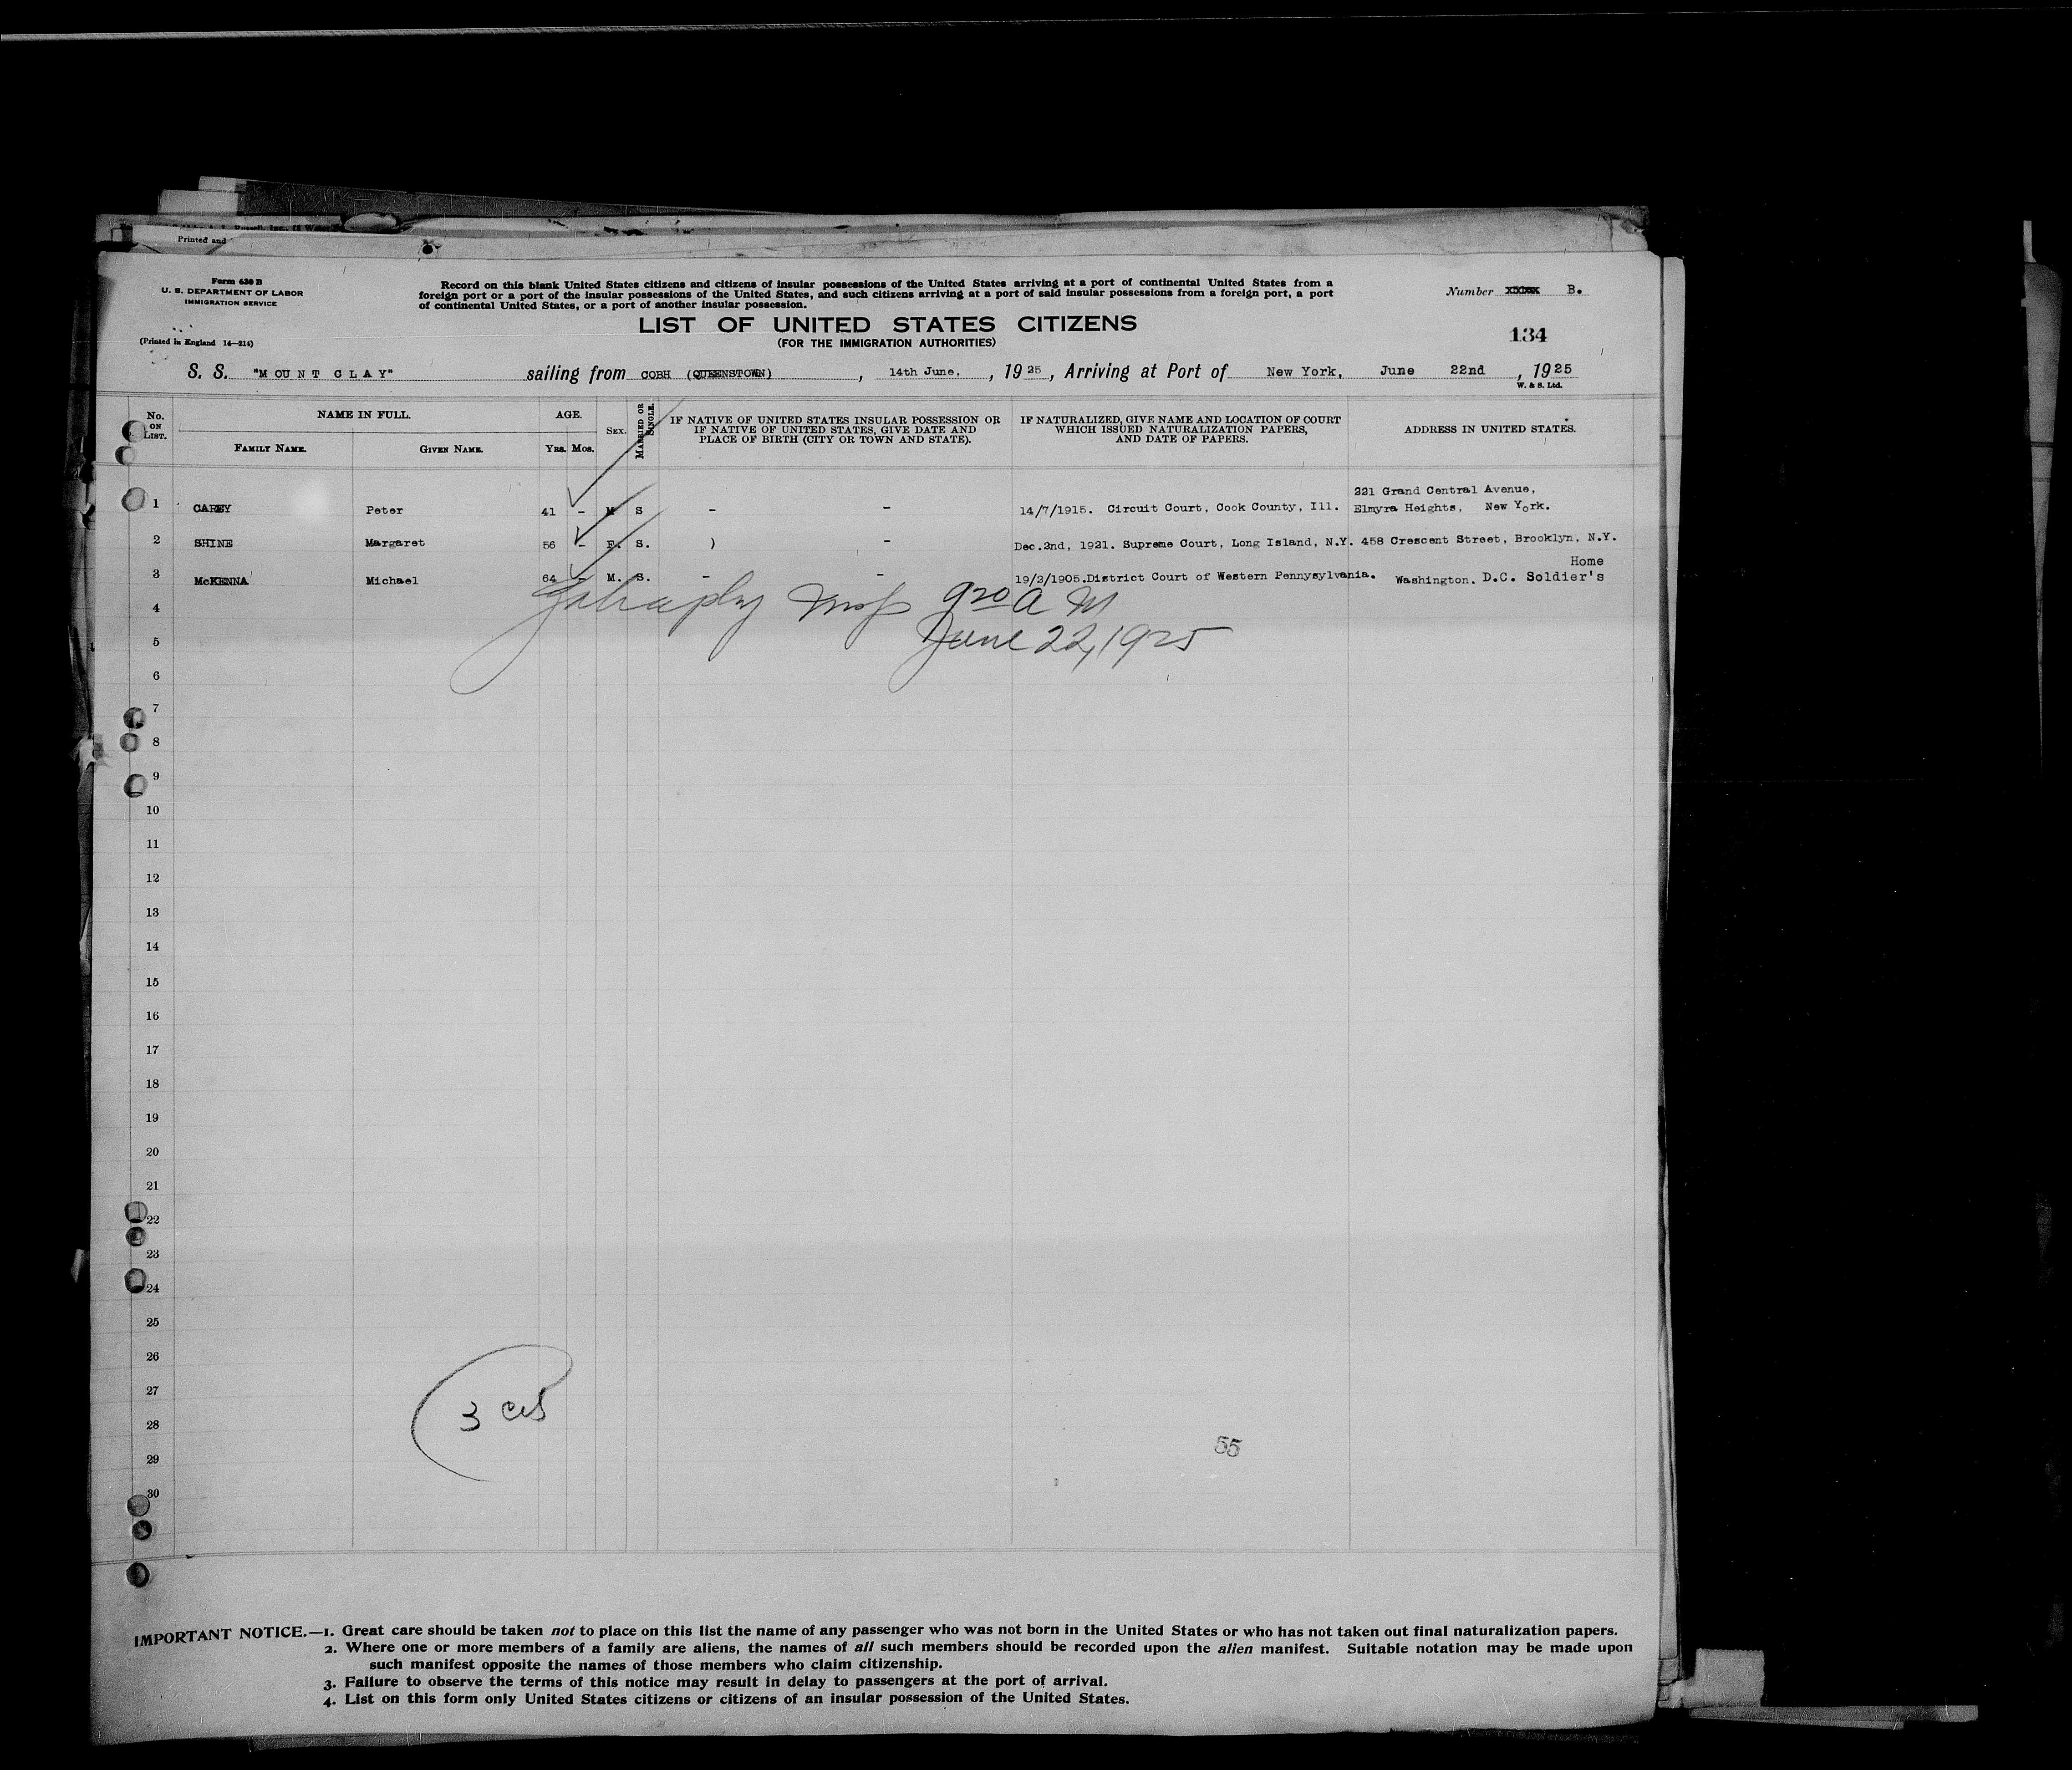 Printed and
Form 630 B
U. S. DEPARTMENT OF LABOR
IMMIGRATION SERVICE
(Printed in England 14—214)
Record on this blank United States citizens and citizens of insular possessions of the United States arriving at a port of continental United States from a
foreign port or a port of the insular possessions of the United States, and such citizens arriving at a port of said insular possessions from a foreign port, a port
of continental United States, or a port of another insular possession.
Number B.
LIST OF UNITED STATES CITIZENS
(FOR THE IMMIGRATION AUTHORITIES)
134
S. S. "MOUNT CLAY" sailing from COBH (QUEENSTOWN), 14th June, 1925, Arriving at Port of New York, June 22nd, 1925
W. & S. Ltd.
No. ON LIST. NAME IN FULL. AGE. SEX. MARRIED OR SINGLE. IF NATIVE OF UNITED STATES INSULAR POSSESSION OR IF NATIVE OF UNITED STATES, GIVE DATE AND PLACE OF BIRTH (CITY OR TOWN AND STATE). IF NATURALIZED, GIVE NAME AND LOCATION OF COURT WHICH ISSUED NATURALIZATION PAPERS, AND DATE OF PAPERS. ADDRESS IN UNITED STATES.
FAMILY NAME. GIVEN NAME. YRS. MOS.
221 Grand Central Avenue,
1 CAREY Peter 41 - M S - - 14/7/1915. Circuit Court, Cook County, Ill. Elmyra Heights, New York.
2 SHINE Margaret 56 - F. S. ) - Dec.2nd, 1921. Supreme Court, Long Island, N.Y. 458 Crescent Street, Brooklyn, N.Y.
Home
3 McKENNA Michael 64 - M. S. - - 19/2/1905.District Court of Western Pennysylvania. Washington. D.C. Soldier's
4 920 A M
5 June 22, 1925
6
7
8
9
10
11
12
13
14
15
16
17
18
19
20
21
22
23
24
25
26
27
28 3
29 55
30
IMPORTANT NOTICE.—1. Great care should be taken not to place on this list the name of any passenger who was not born in the United States or who has not taken out final naturalization papers.
2. Where one or more members of a family are aliens, the names of all such members should be recorded upon the alien manifest. Suitable notation may be made upon
such manifest opposite the names of those members who claim citizenship.
3. Failure to observe the terms of this notice may result in delay to passengers at the port of arrival.
4. List on this form only United States citizens or citizens of an insular possession of the United States.